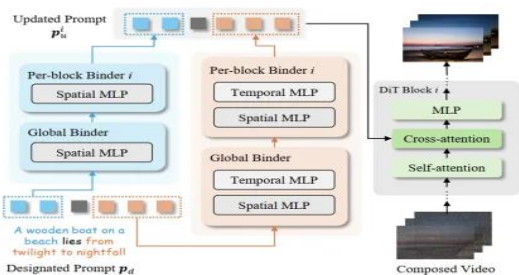 Updated Prompt
p_u^i
Per-block Binder i
Spatial MLP
Global Binder
Spatial MLP
A wooden boat on a
beach lies from
twilight to nightfall
Designated Prompt p_d
Per-block Binder i
Temporal MLP
Spatial MLP
Global Binder
Temporal MLP
Spatial MLP
DiT Block i
MLP
Cross-attention
Self-attention
Composed Video